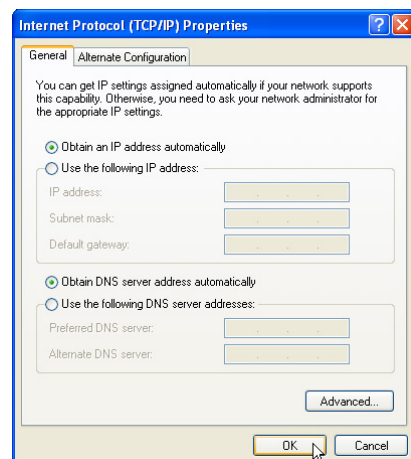 Internet Protocol (TCP/IP) Properties
General
Alternate Configuration
You can get IP settings assigned automatically if your network supports
this capability. Otherwise, you need to ask your network administrator for
the appropriate IP settings.
Obtain an IP address automatically
Use the following IP address:
IP address:
Subnet mask:
Default gateway:
Obtain DNS server address automatically
Use the following DNS server addresses:
Preferred DNS server:
Alternate DNS server:
Advanced...
OK
Cancel